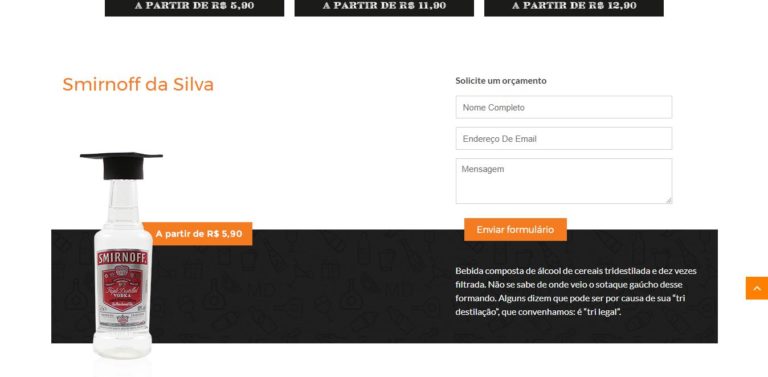 A PARTIR DE R$ 5,90
A PARTIR DE R$ 11,90
A PARTIR DE R$ 12,90
Smirnoff da Silva
Solicite um orçamento
Nome Completo
Endereço De Email
Mensagem
Enviar formulário
A partir de R$ 5,90
SMIRNOFF
Triple Distilled
VODKA
Bebida composta de álcool de cereais tridestilada e dez vezes
filtrada. Não se sabe de onde veio o sotaque gaúcho desse
formando. Alguns dizem que pode ser por causa de sua “tri
destilação”, que convenhamos: é “tri legal”.